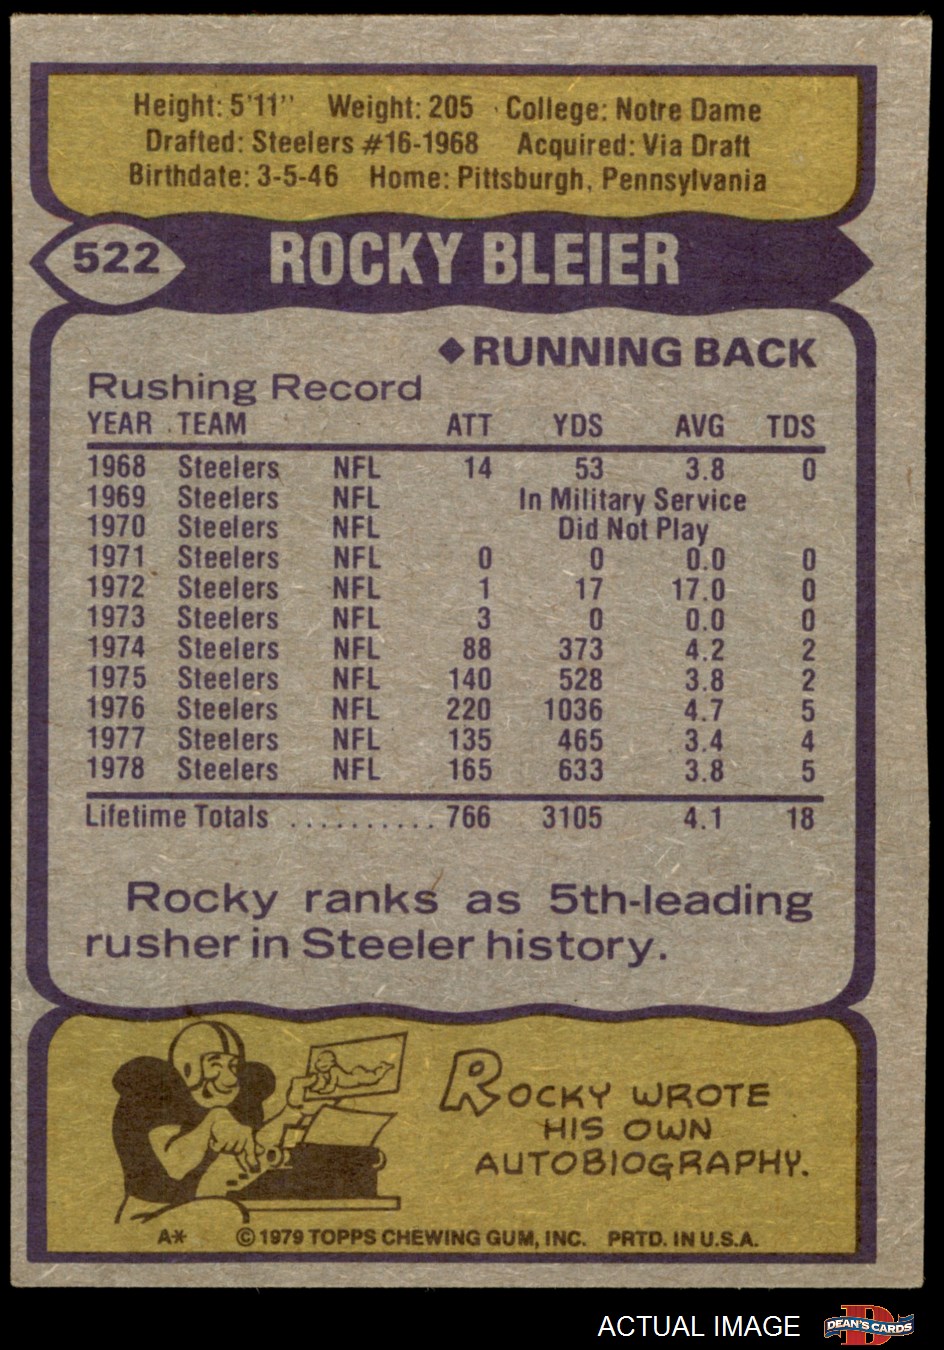 Height: 5'11" Weight: 205 College: Notre Dame
Drafted: Steelers #16-1968 Acquired: Via Draft
Birthdate: 3-5-46 Home: Pittsburgh, Pennsylvania
522 ROCKY BLEIER
◆RUNNING BACK
Rushing Record
YEAR TEAM ATT YDS AVG TDS
1968 Steelers NFL 14 53 3.8 0
1969 Steelers NFL In Military Service
1970 Steelers NFL Did Not Play
1971 Steelers NFL 0 0 0.0 0
1972 Steelers NFL 1 17 17.0 0
1973 Steelers NFL 3 0 0.0 0
1974 Steelers NFL 88 373 4.2 2
1975 Steelers NFL 140 528 3.8 2
1976 Steelers NFL 220 1036 4.7 5
1977 Steelers NFL 135 465 3.4 4
1978 Steelers NFL 165 633 3.8 5
Lifetime Totals .......... 766 3105 4.1 18
Rocky ranks as 5th-leading
rusher in Steeler history.
ROCKY WROTE
HIS OWN
AUTOBIOGRAPHY.
A* © 1979 TOPPS CHEWING GUM, INC. PRTD. IN U.S.A.
ACTUAL IMAGE D DEAN'S CARDS